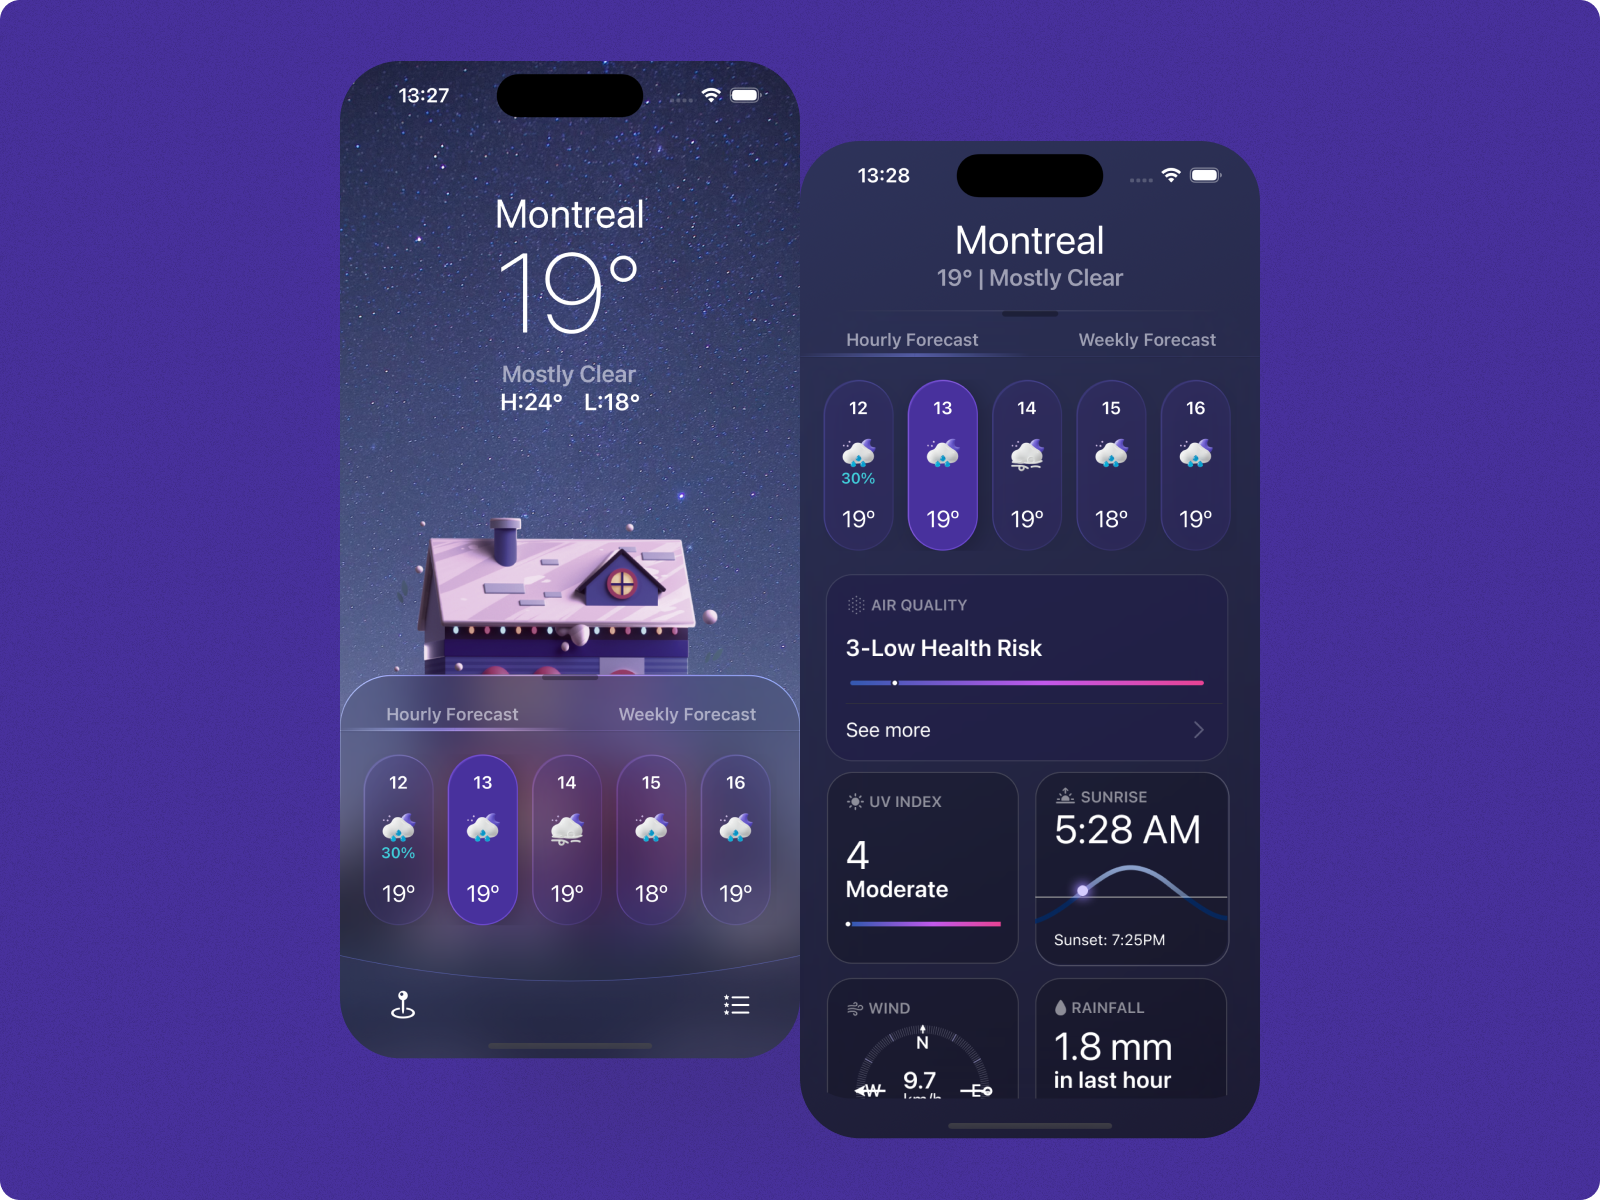 13:27
Montreal
19°
Mostly Clear
H:24° L:18°
Hourly Forecast Weekly Forecast
12 13 14 15 16
30%
19° 19° 19° 18° 19°
13:28
Montreal
19° | Mostly Clear
Hourly Forecast Weekly Forecast
12 13 14 15 16
30%
19° 19° 19° 18° 19°
AIR QUALITY
3-Low Health Risk
See more
UV INDEX
4
Moderate
SUNRISE
5:28 AM
Sunset: 7:25PM
WIND
N
W 9.7 E
km/h
RAINFALL
1.8 mm
in last hour